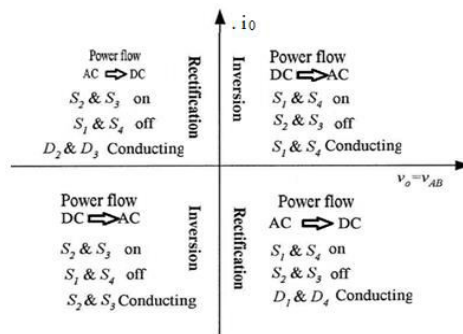 . i₀
Power flow
AC ⇨ DC
S₂ & S₃ on
S₁ & S₄ off
D₂ & D₃ Conducting
Rectification
Inversion
Power flow
DC ⇨ AC
S₁ & S₄ on
S₂ & S₃ off
S₁ & S₄ Conducting
vₒ=v_AB
Power flow
DC ⇨ AC
S₂ & S₃ on
S₁ & S₄ off
S₂ & S₃ Conducting
Inversion
Rectification
Power flow
AC ⇨ DC
S₁ & S₄ on
S₂ & S₃ off
D₁ & D₄ Conducting